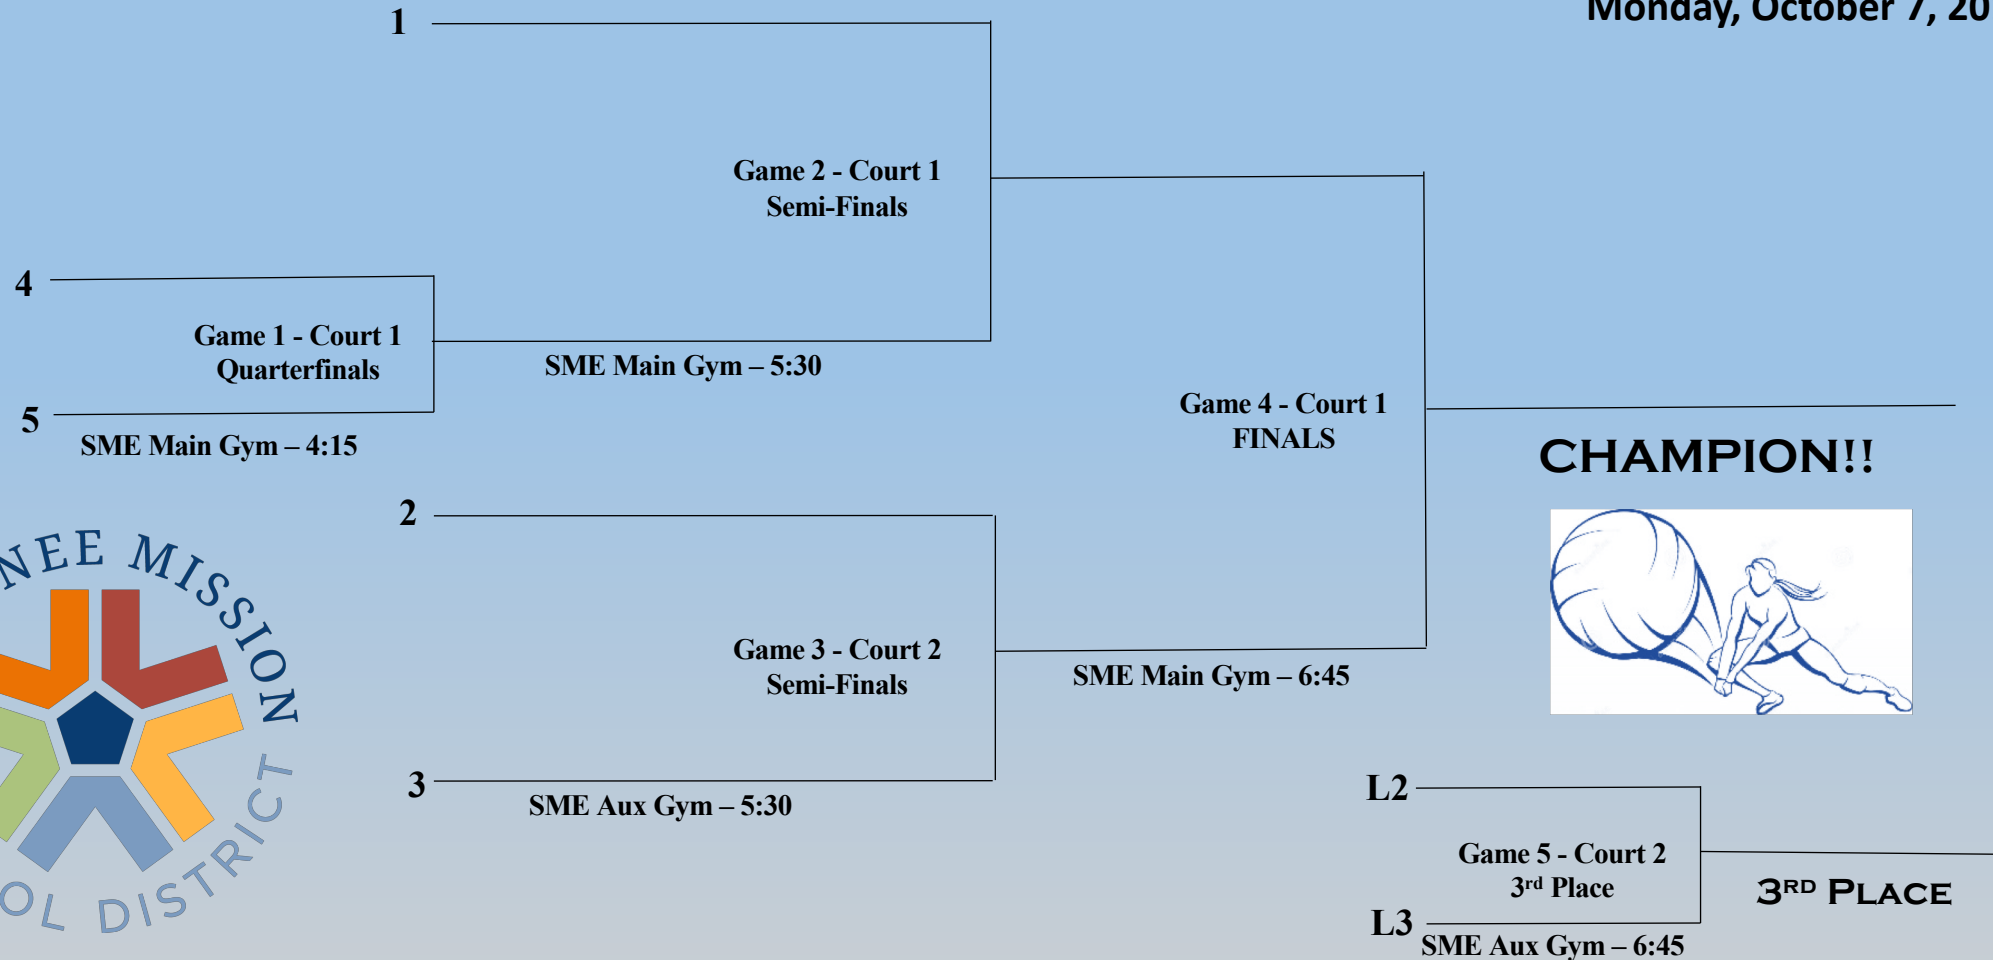 Monday, October 7, 20
1
Game 2 - Court 1
Semi-Finals
4
Game 1 - Court 1
Quarterfinals
SME Main Gym – 5:30
5
SME Main Gym – 4:15
Game 4 - Court 1
FINALS
CHAMPION!!
2
Game 3 - Court 2
Semi-Finals
SME Main Gym – 6:45
3
SME Aux Gym – 5:30
NEE MISSION
OL DISTRICT
L2
Game 5 - Court 2
3rd Place
3RD PLACE
L3
SME Aux Gym – 6:45